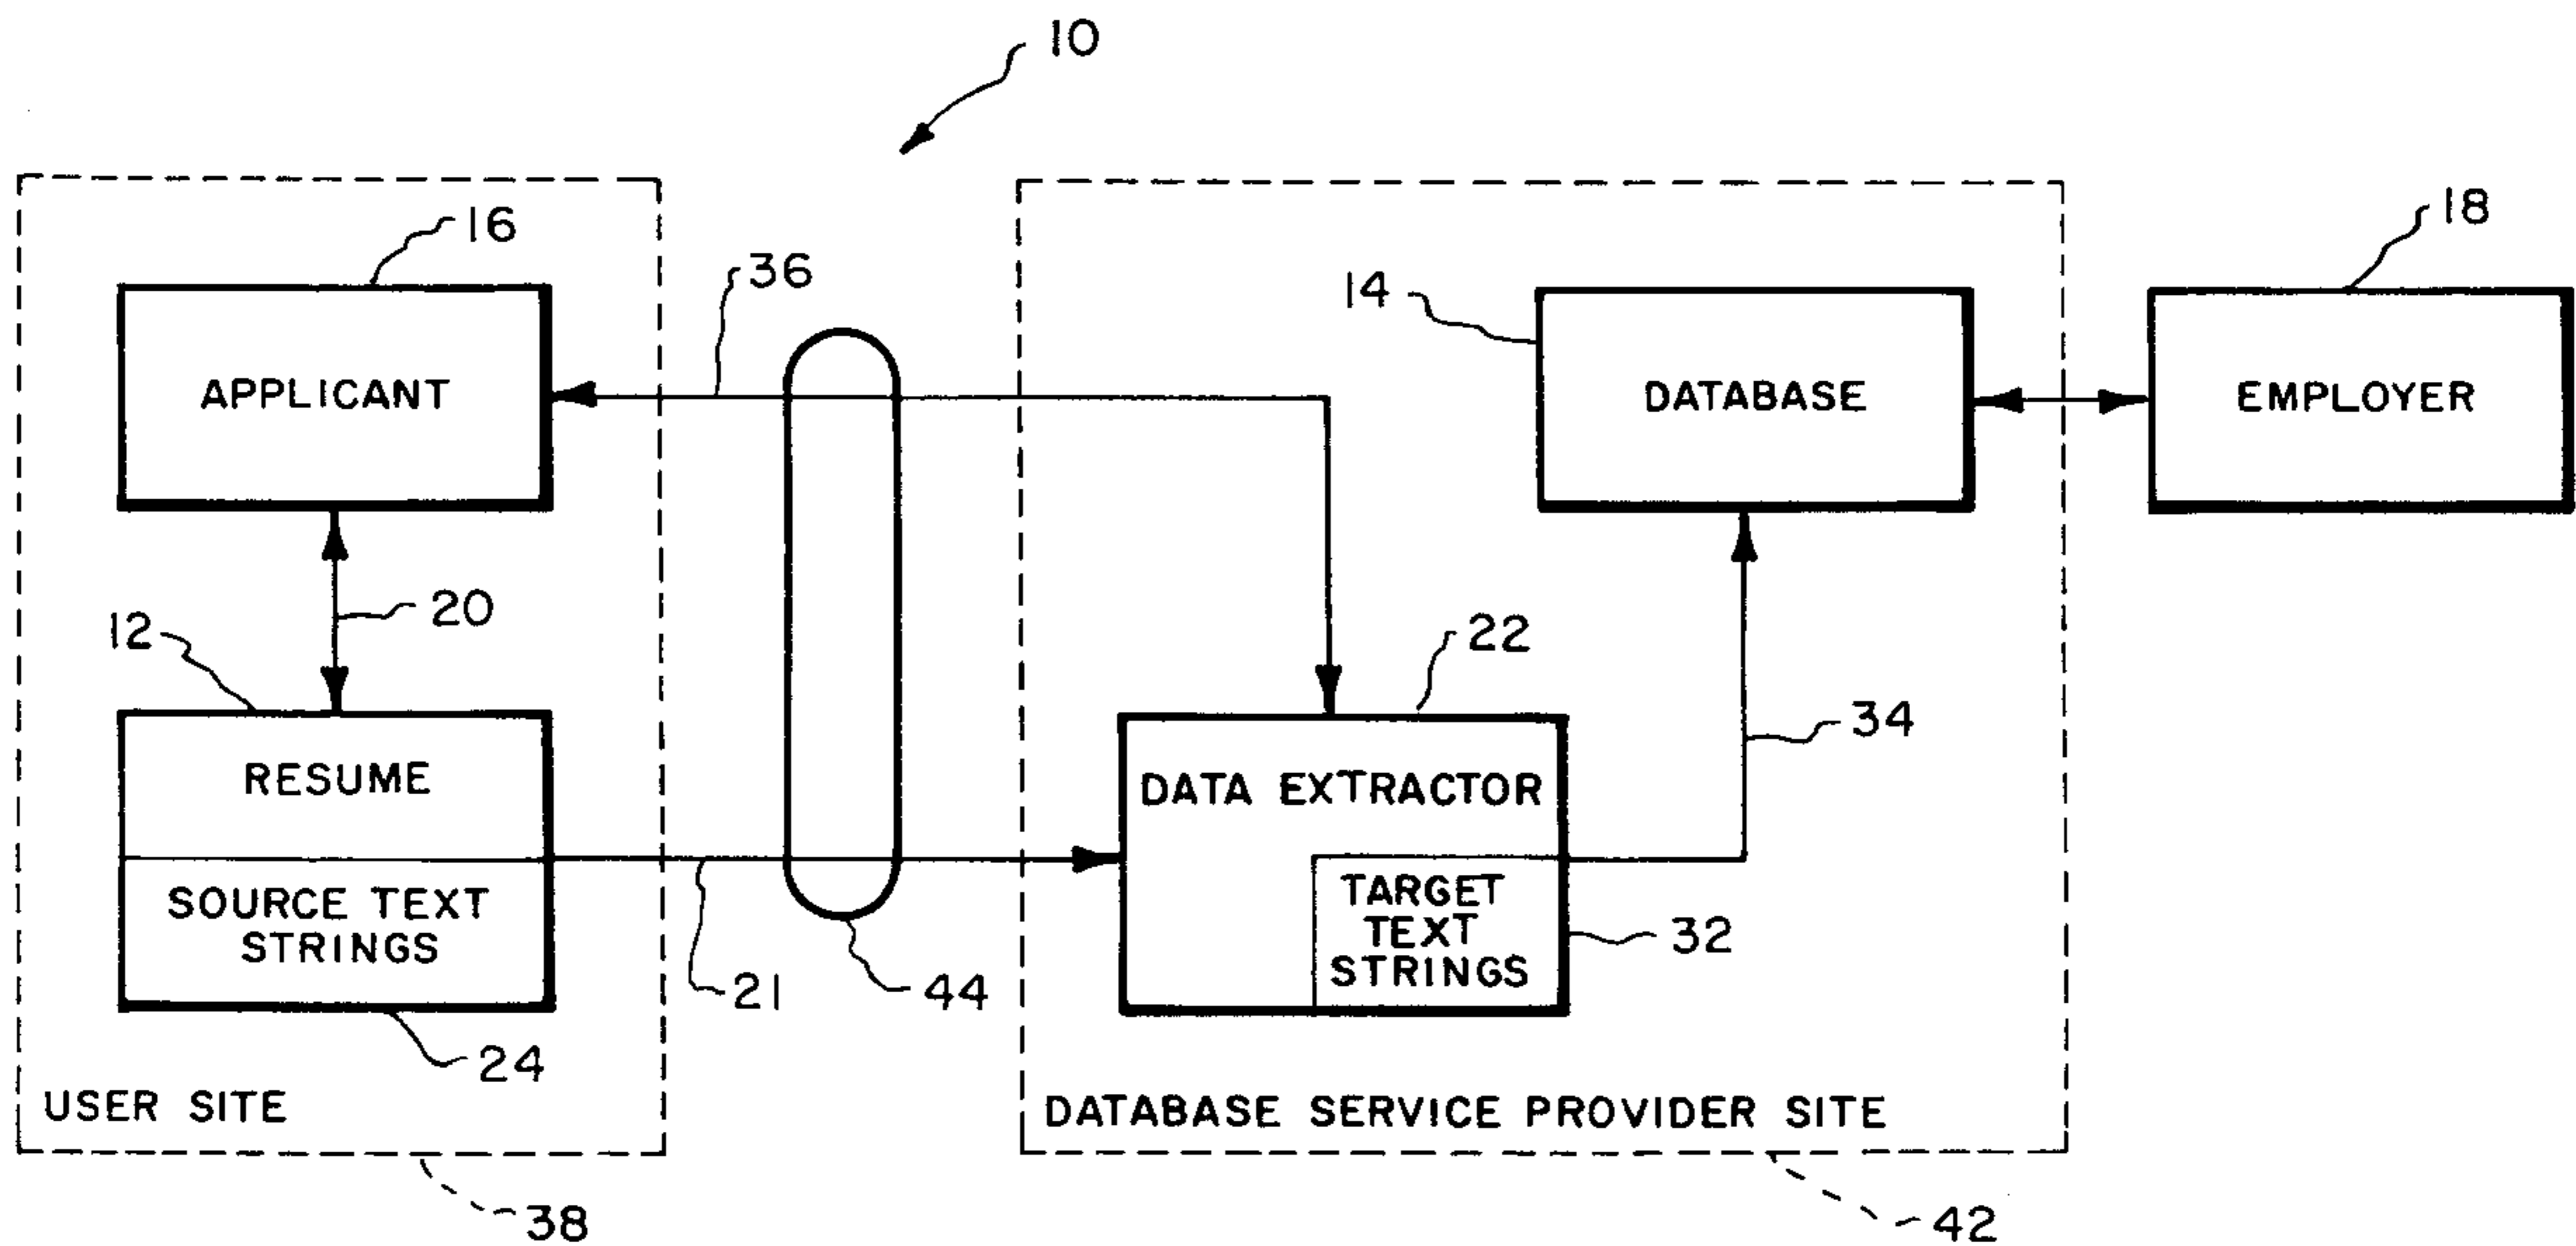 10
16
36
14
18
APPLICANT
DATABASE
EMPLOYER
20
12
22
34
RESUME
DATA EXTRACTOR
SOURCE TEXT
STRINGS
TARGET
TEXT
STRINGS
32
21
44
24
USER SITE
DATABASE SERVICE PROVIDER SITE
38
42